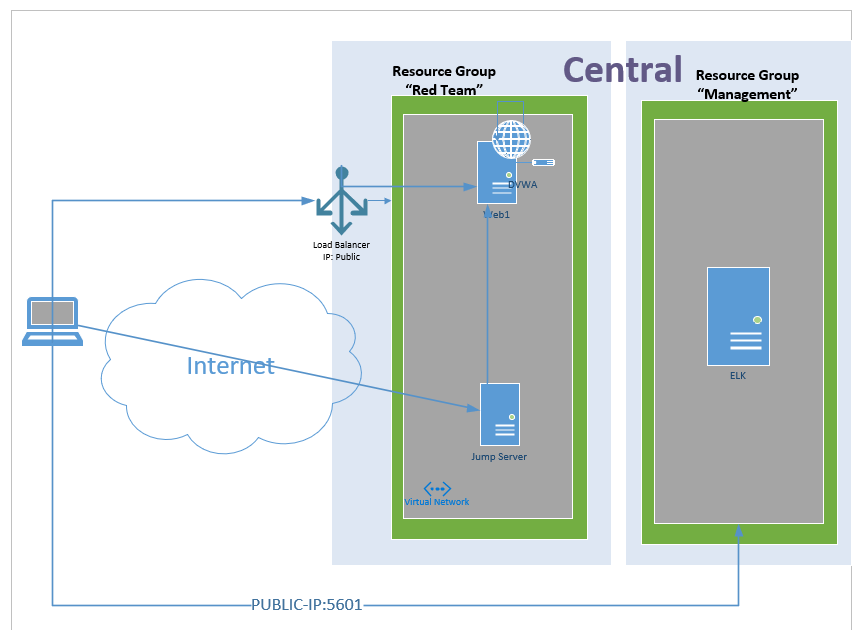 Central
Resource Group
“Red Team”
Resource Group
“Management”
DVWA
Web1
Load Balancer
IP: Public
Internet
ELK
Jump Server
Virtual Network
PUBLIC-IP:5601